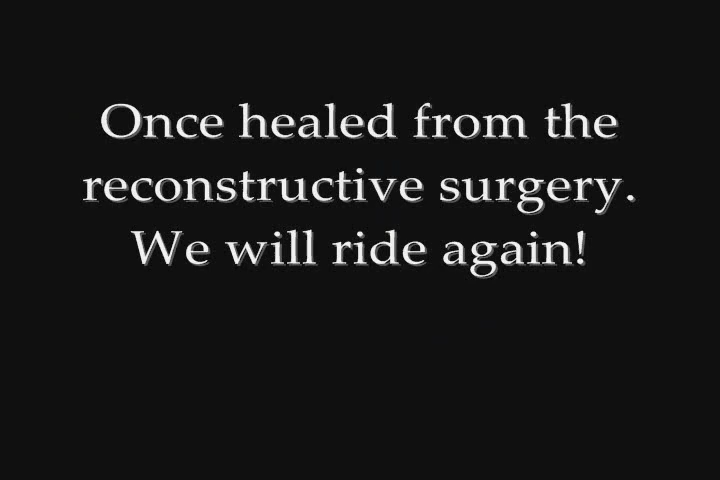 Once healed from the
reconstructive surgery.
We will ride again!